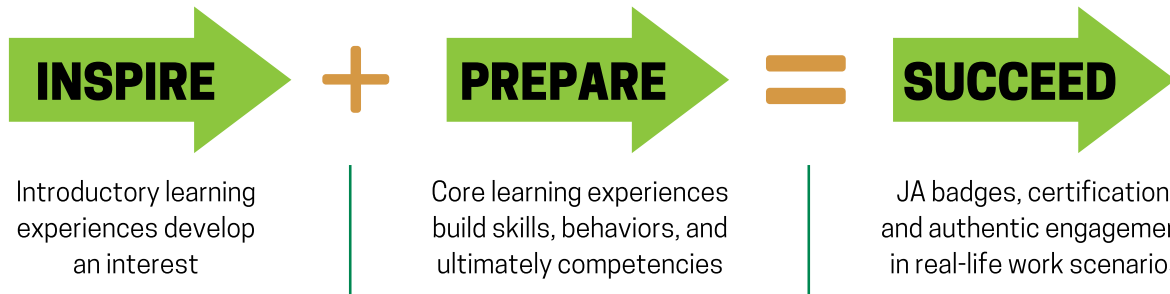 INSPIRE + PREPARE = SUCCEED
Introductory learning
experiences develop
an interest
Core learning experiences
build skills, behaviors, and
ultimately competencies
JA badges, certification
and authentic engagemen
in real-life work scenario